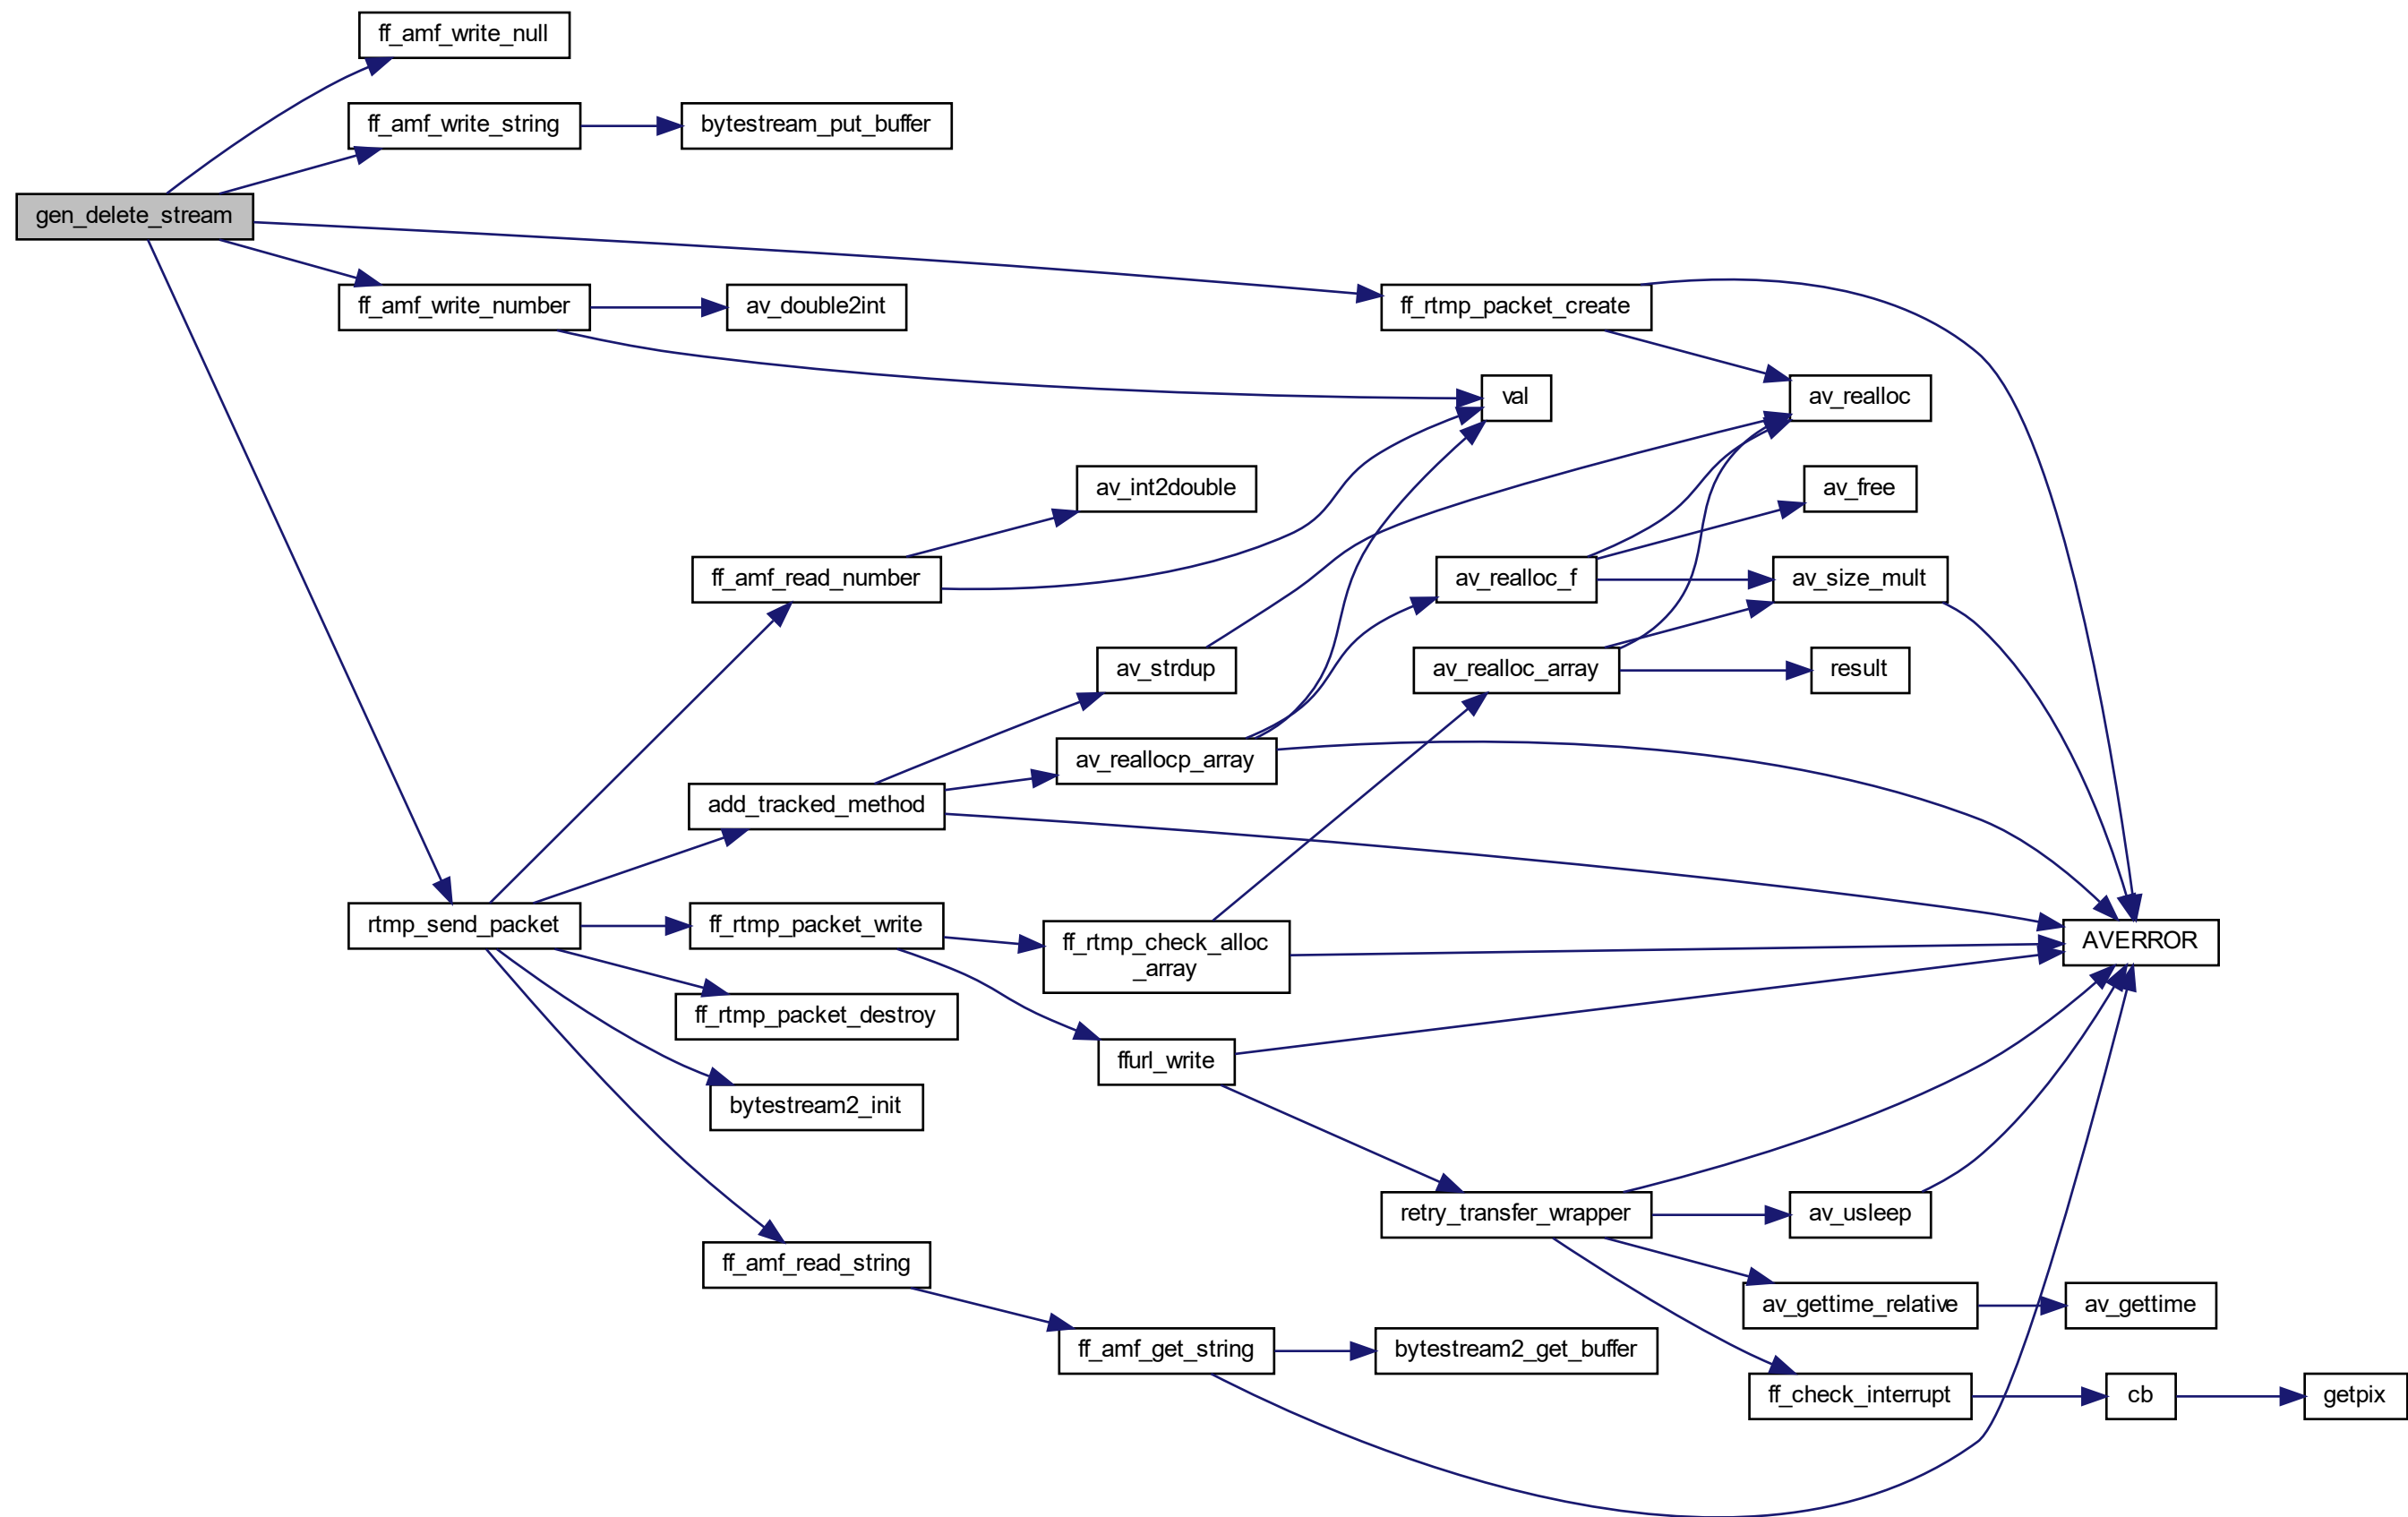 ff_amf_write_null
ff_amf_write_string
bytestream_put_buffer
gen_delete_stream
ff_amf_write_number
av_double2int
ff_rtmp_packet_create
val
av_realloc
av_int2double
av_free
ff_amf_read_number
av_realloc_f
av_size_mult
av_strdup
av_realloc_array
result
av_reallocp_array
add_tracked_method
rtmp_send_packet
ff_rtmp_packet_write
ff_rtmp_check_alloc
_array
AVERROR
ff_rtmp_packet_destroy
ffurl_write
bytestream2_init
retry_transfer_wrapper
av_usleep
ff_amf_read_string
av_gettime_relative
av_gettime
ff_amf_get_string
bytestream2_get_buffer
ff_check_interrupt
cb
getpix